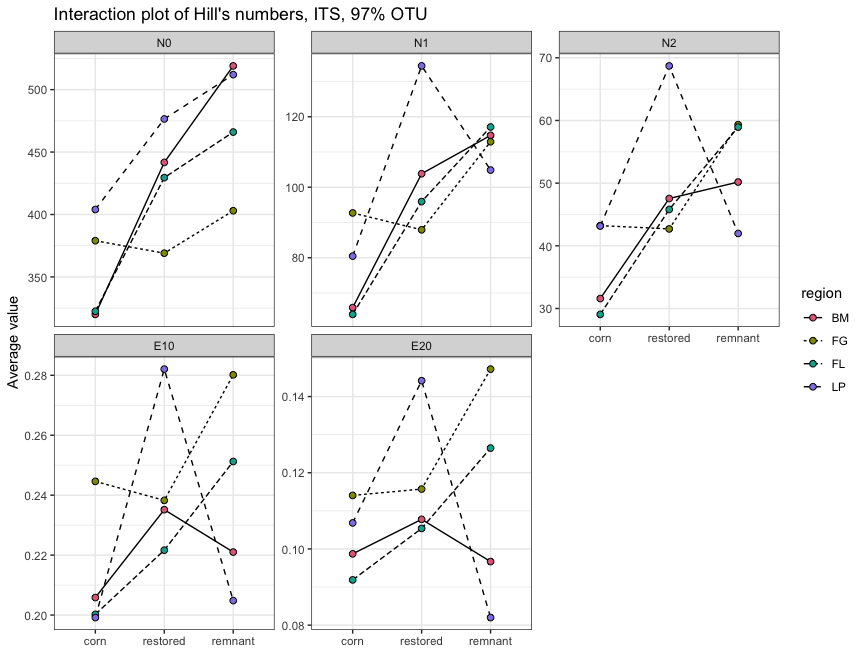 Interaction plot of Hill's numbers, ITS, 97% OTU
N0
N1
N2
500
450
400
350
120
100
80
70
60
50
40
30
corn
restored
remnant
Average value
E10
E20
0.28
0.26
0.24
0.22
0.20
0.14
0.12
0.10
0.08
corn
restored
remnant
corn
restored
remnant
region
BM
FG
FL
LP